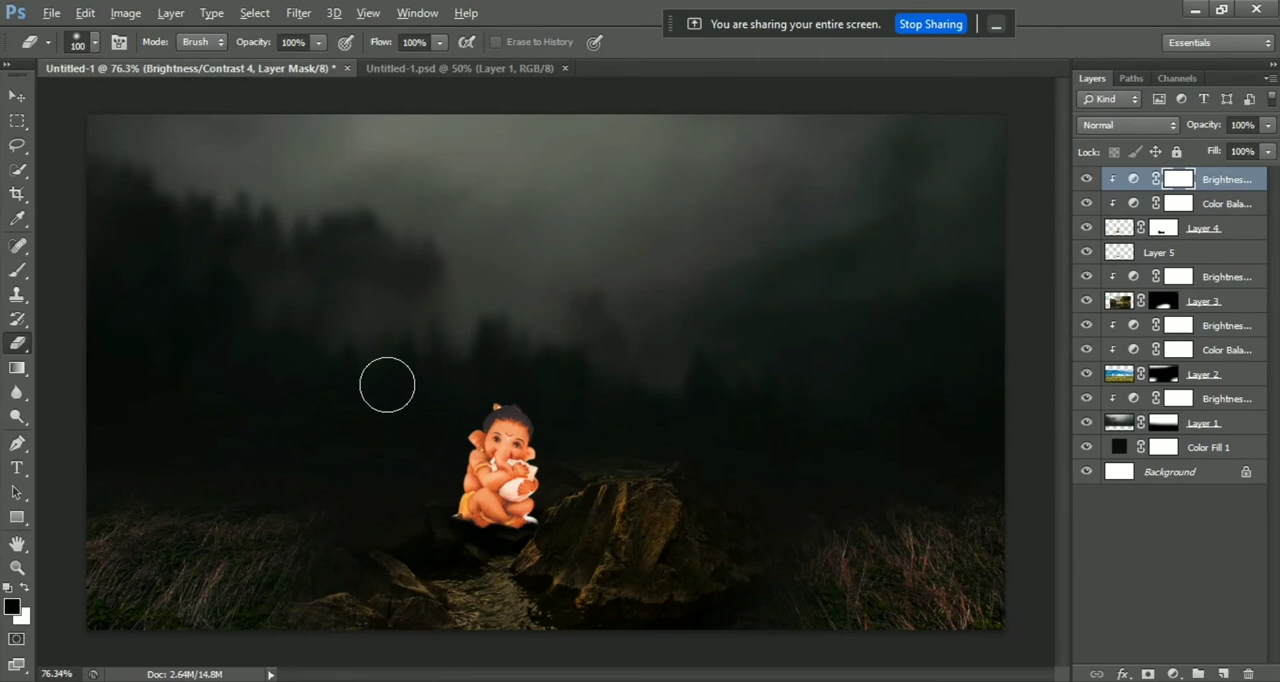 Ps File Edit Image Layer Type Select Filter 3D View Window Help
You are sharing your entire screen. Stop Sharing
100 Mode: Brush Opacity: 100% Flow: 100% Erase to History Essentials
Untitled-1 @ 76.3% (Brightness/Contrast 4, Layer Mask/8) * × Untitled-1.psd @ 50% (Layer 1, RGB/8) ×
Layers Paths Channels
Kind
Normal Opacity: 100%
Lock: Fill: 100%
Brightnes...
Color Bala...
Layer 4
Layer 5
Brightnes...
Layer 3
Brightnes...
Color Bala...
Layer 2
Brightnes...
Layer 1
Color Fill 1
Background
76.34% Doc: 2.64M/14.8M